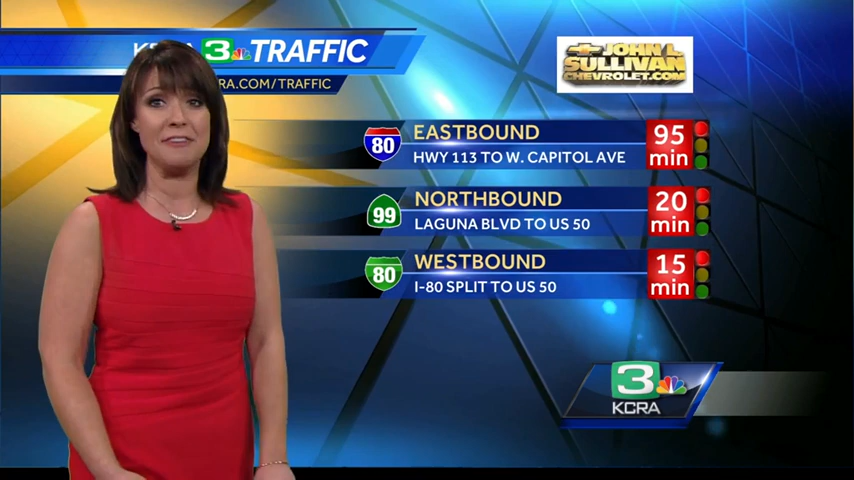 KCRA 3 TRAFFIC
CRA.COM/TRAFFIC
JOHN L.
SULLIVAN
CHEVROLET.COM
80 EASTBOUND
HWY 113 TO W. CAPITOL AVE
95 min
99 NORTHBOUND
LAGUNA BLVD TO US 50
20 min
80 WESTBOUND
I-80 SPLIT TO US 50
15 min
3
KCRA